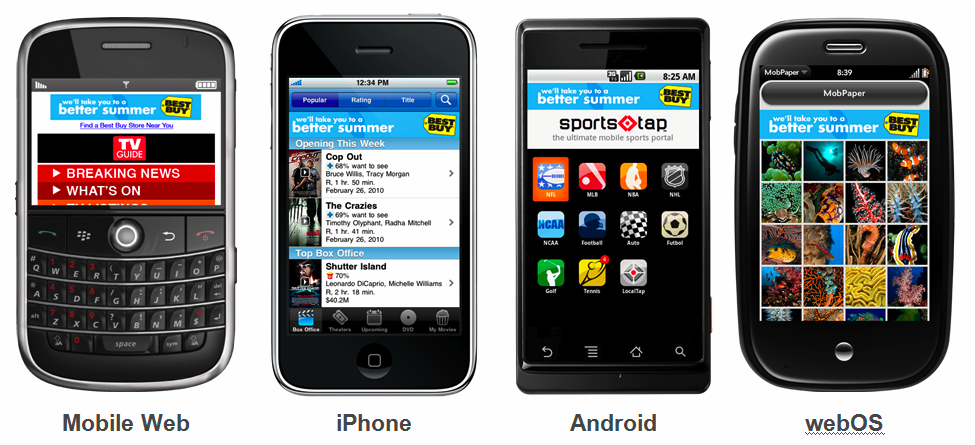 we'll take you to a
better summer
BEST BUY
Find a Best Buy Store Near You
TV
GUIDE
BREAKING NEWS
WHAT'S ON
Q W E R T Y U I O P
A S D F G H J K L
alt Z X C V B N M $
space sym
Mobile Web
12:34 PM
Popular Rating Title
we'll take you to a
better summer
BEST BUY
Opening This Week
Cop Out
68% want to see
Bruce Willis, Tracy Morgan
R, 1 hr. 50 min.
February 26, 2010
The Crazies
69% want to see
Timothy Olyphant, Radha Mitchell
R, 1 hr. 41 min.
February 26, 2010
Top Box Office
Shutter Island
70%
Leonardo DiCaprio, Michelle Williams
R, 2 hr. 18 min.
$40.2M
Box Office Theaters Upcoming DVD My Movies
iPhone
3G 8:25 AM
we'll take you to a
better summer
BEST BUY
sports tap
the ultimate mobile sports portal
NFL MLB NBA NHL
NCAA Football Auto Futbol
4
Golf Tennis LocalTap
Android
MobPaper 8:39
MobPaper
we'll take you to a
better summer
BEST BUY
webOS